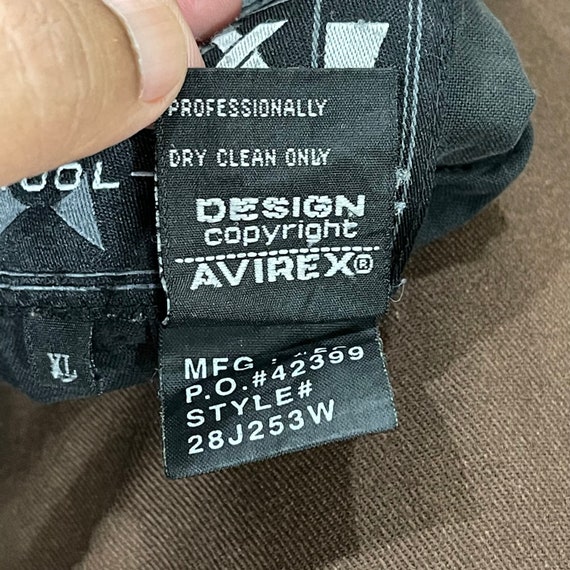 X
PROFESSIONALLY
DRY CLEAN ONLY
DESIGN
copyright
AVIREX®
XL
MFG
P.O.#42399
STYLE#
28J253W